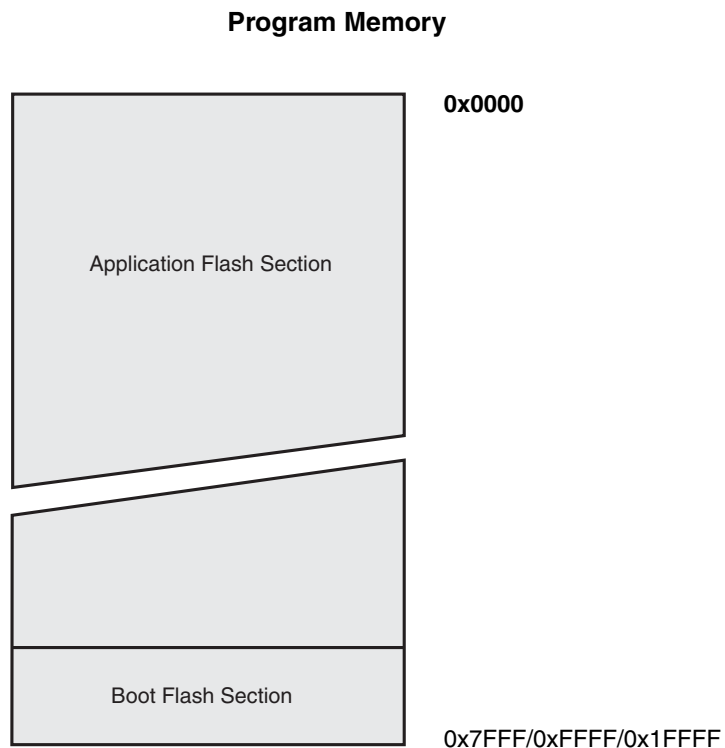 Program Memory
0x0000
Application Flash Section
Boot Flash Section
0x7FFF/0xFFFF/0x1FFFF